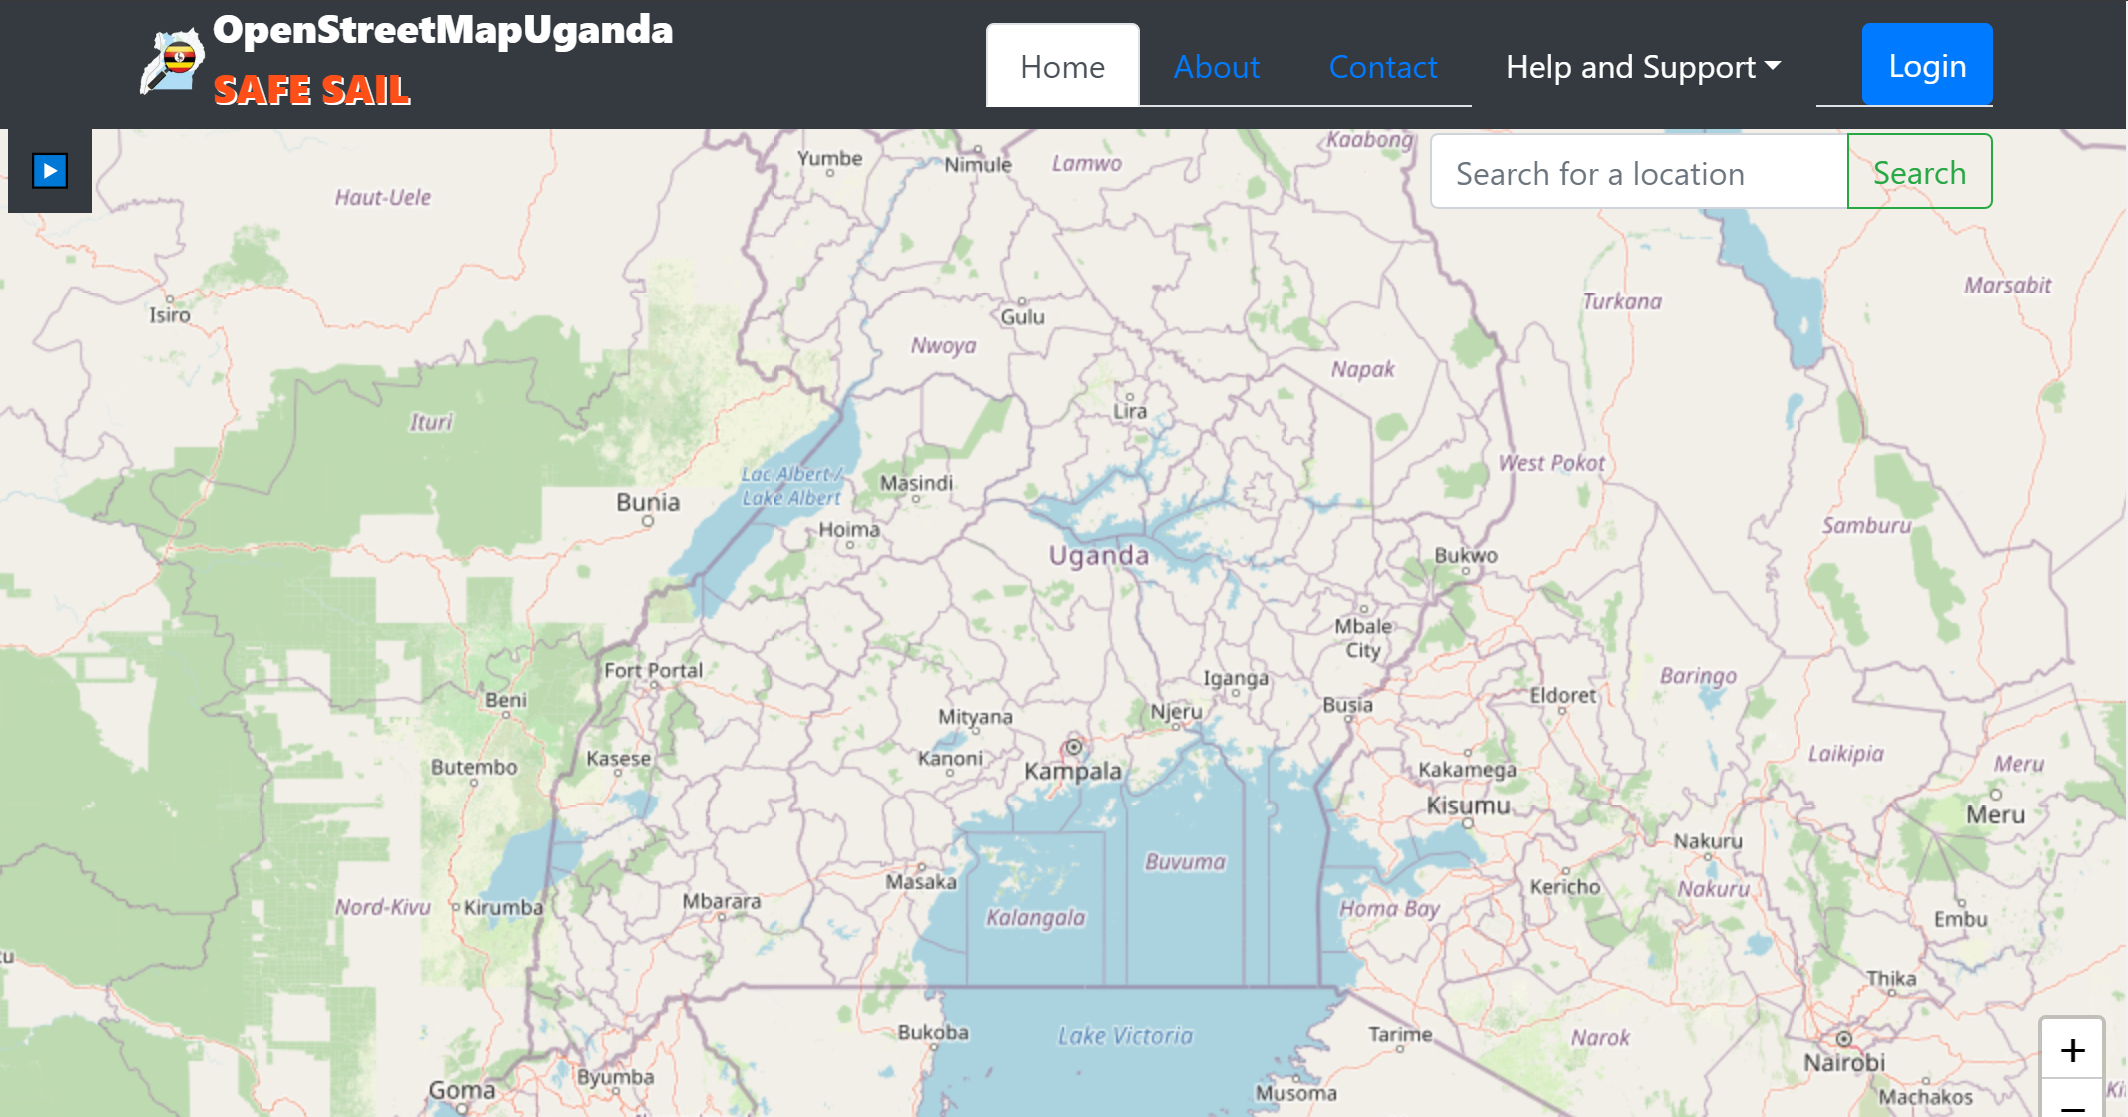 OpenStreetMapUganda
SAFE SAIL
Home
About
Contact
Help and Support
Login
Search for a location
Search
Kaabong
Yumbe
Nimule
Lamwo
Haut-Uele
Marsabit
Turkana
Isiro
Gulu
Nwoya
Napak
Lira
Ituri
West Pokot
Lac Albert /
Lake Albert
Masindi
Bunia
Hoima
Samburu
Uganda
Bukwo
Mbale
City
Fort Portal
Iganga
Baringo
Beni
Eldoret
Busia
Njeru
Mityana
Kasese
Kanoni
Laikipia
Meru
Butembo
Kampala
Kakamega
Kisumu
Meru
Nakuru
Buvuma
Masaka
Kericho
Nakuru
Mbarara
Nord-Kivu
Kirumba
Homa Bay
Kalangala
Embu
tu
Thika
Bukoba
Lake Victoria
Tarime
Narok
+
Nairobi
Byumba
Goma
Musoma
Machakos
Ki
−